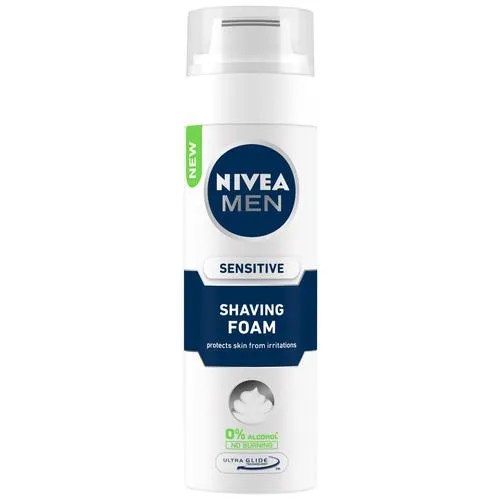 NEW
NIVEA
MEN
SENSITIVE
SHAVING
FOAM
protects skin from irritations
0% ALCOHOL*
NO BURNING
ULTRA GLIDE